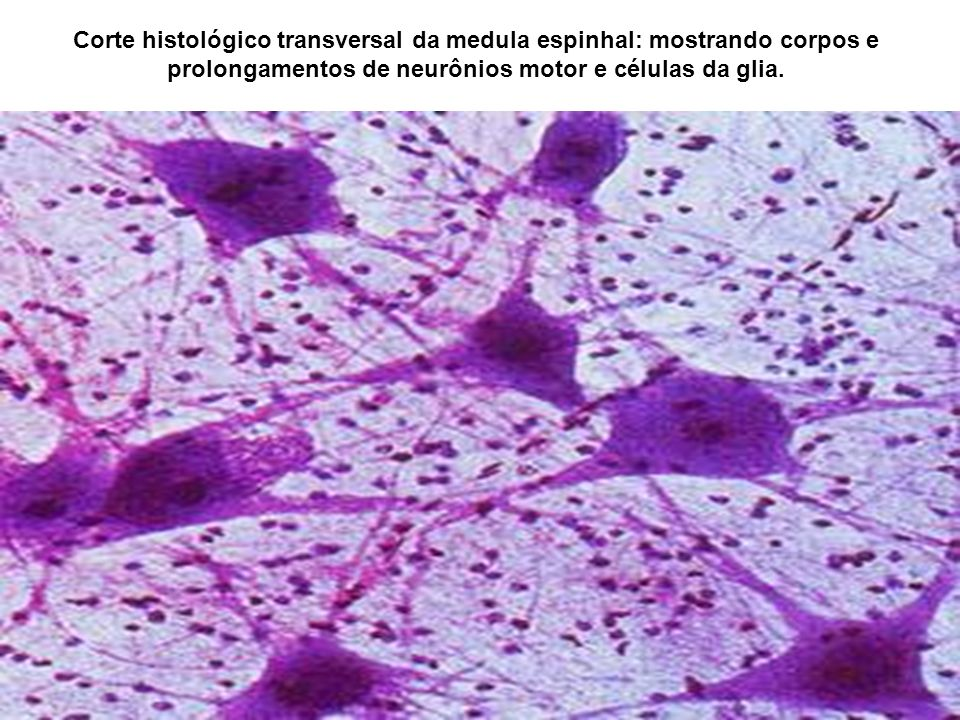 Corte histológico transversal da medula espinhal: mostrando corpos e
prolongamentos de neurônios motor e células da glia.